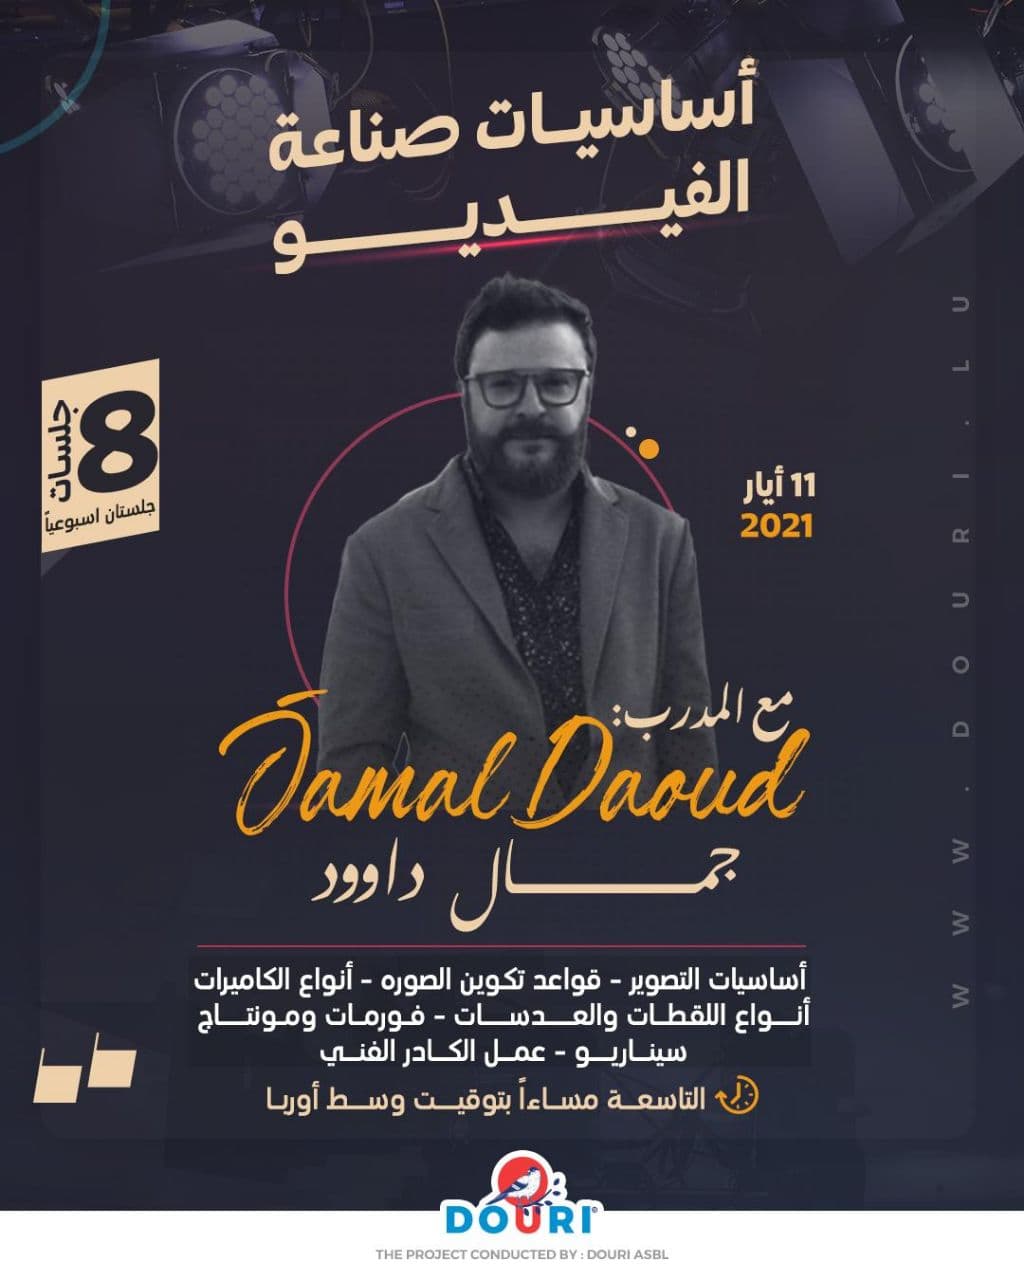 أساسيات صناعة
الفيديو
8 جلسات
جلستان اسبوعياً
11 أيار
2021
WWW.DOURI.LU
مع المدرب:
Jamal Daoud
جمال داوود
أساسيات التصوير - قواعد تكوين الصوره - أنواع الكاميرات
أنواع اللقطات والعدسات - فورمات ومونتاج
سيناريو - عمل الكادر الفني
التاسعة مساءاً بتوقيت وسط أوربا
DOURI
THE PROJECT CONDUCTED BY : DOURI ASBL